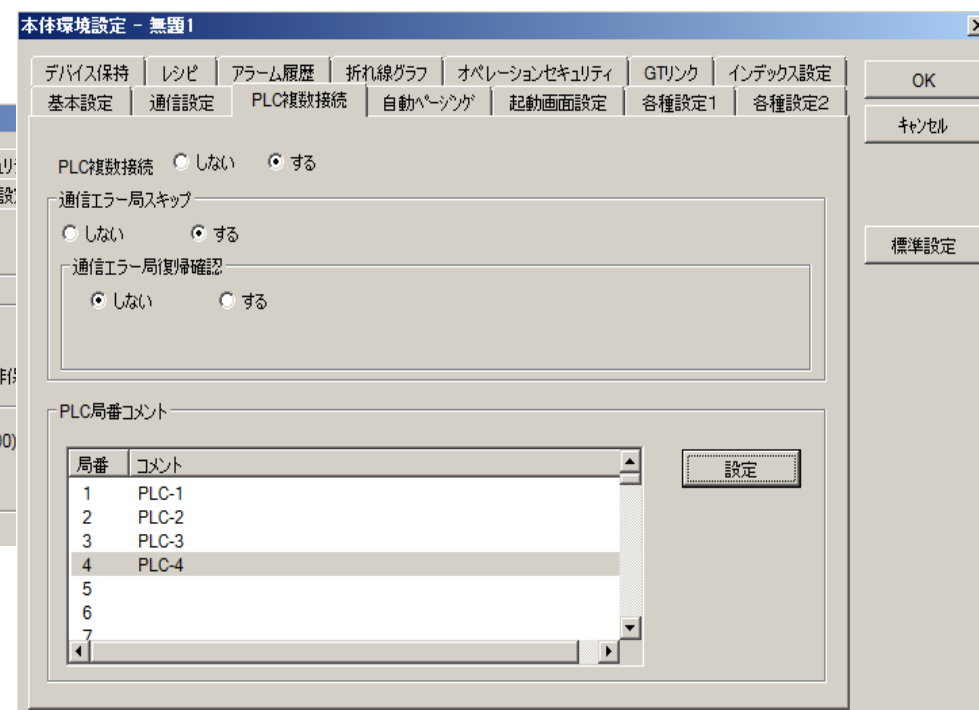 本体環境設定 - 無題1
デバイス保持 レシピ アラーム履歴 折れ線グラフ オペレーションセキュリティ GTリンク インデックス設定
基本設定 通信設定 PLC複数接続 自動ページング 起動画面設定 各種設定1 各種設定2
OK
キャンセル
標準設定
PLC複数接続 しない する
通信エラー局スキップ
しない する
通信エラー局復帰確認
しない する
PLC局番コメント
局番 コメント
1 PLC-1
2 PLC-2
3 PLC-3
4 PLC-4
5
6
7
設定